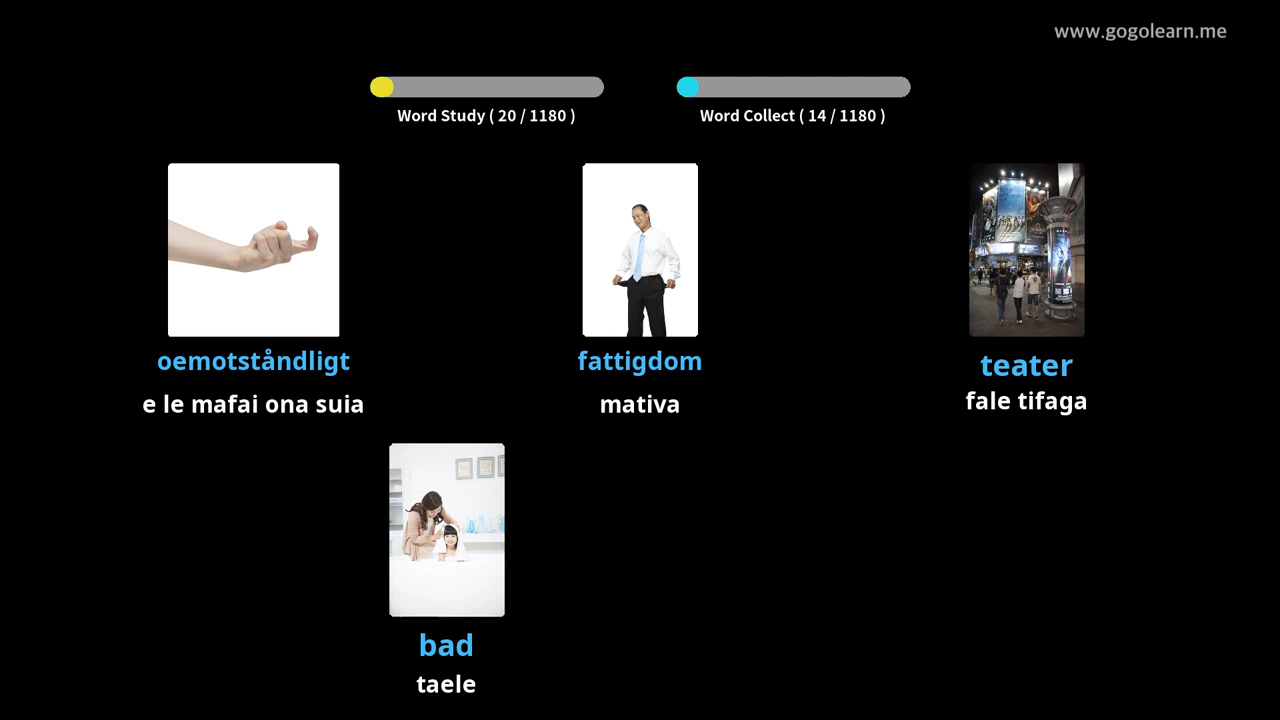 www.gogolearn.me
Word Study ( 20 / 1180 )
Word Collect ( 14 / 1180 )
oemotståndligt
fattigdom
teater
e le mafai ona suia
mativa
fale tifaga
bad
taele